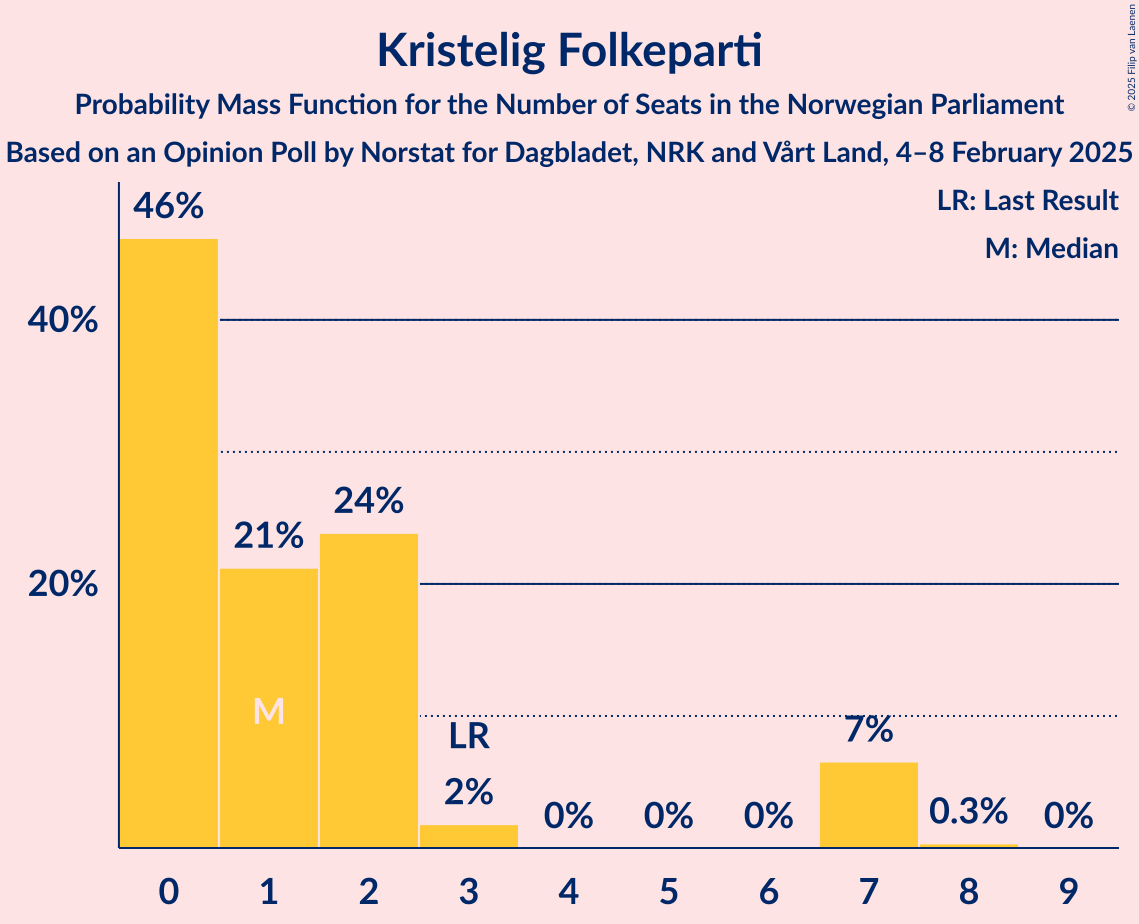 Kristelig Folkeparti
Probability Mass Function for the Number of Seats in the Norwegian Parliament
Based on an Opinion Poll by Norstat for Dagbladet, NRK and Vårt Land, 4–8 February 2025
© 2025 Filip van Laenen
LR: Last Result
M: Median
46%
40%
24%
21%
20%
M
LR
7%
2%
0%
0%
0%
0.3%
0%
0 1 2 3 4 5 6 7 8 9